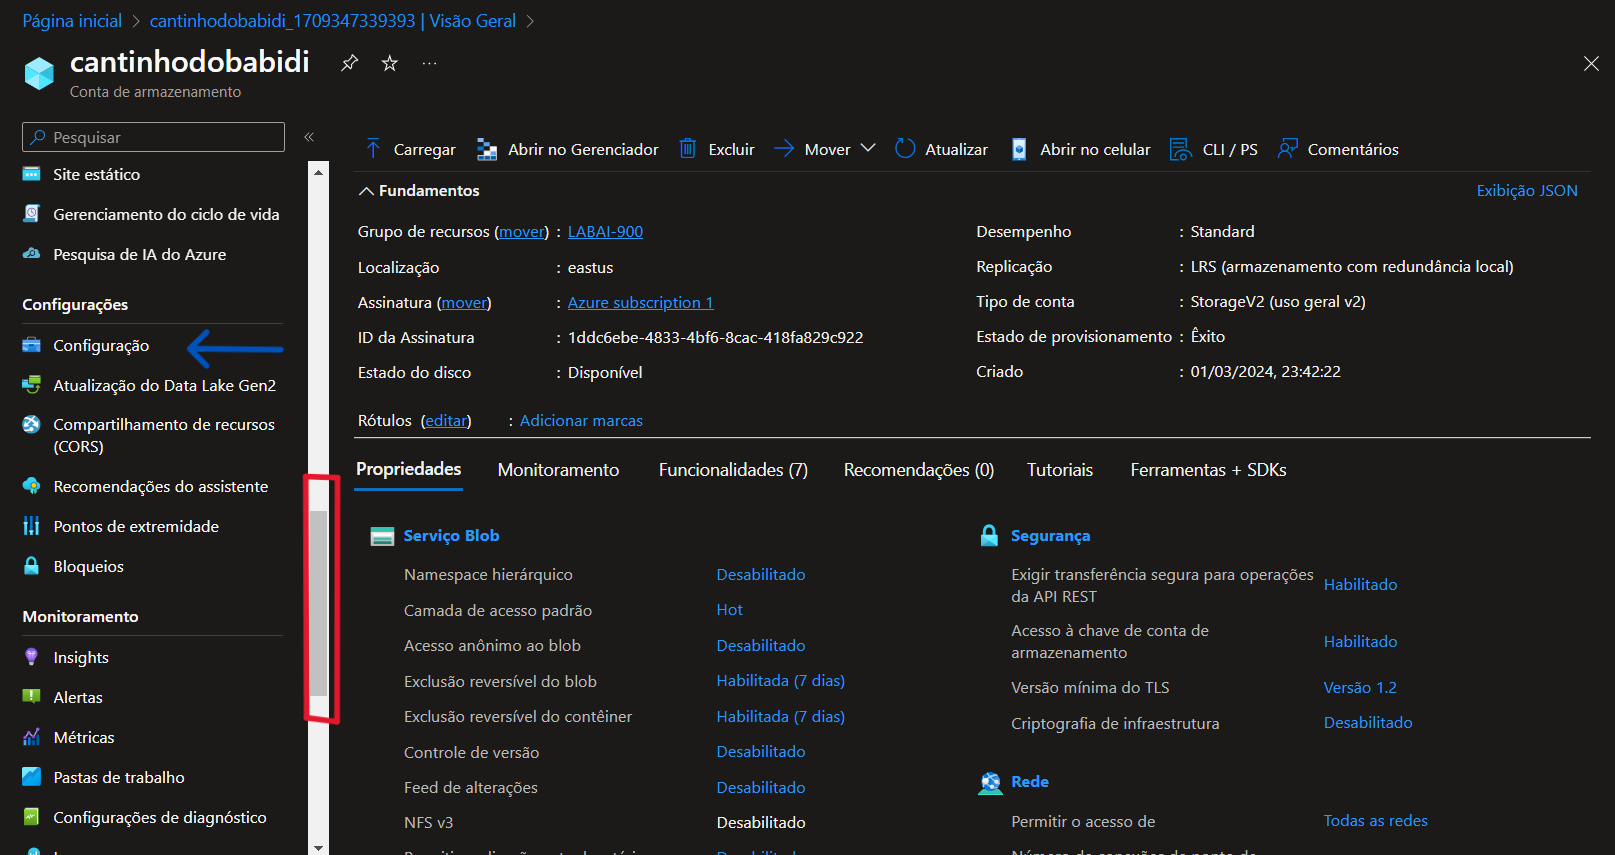 Página inicial > cantinhodobabidi_1709347339393 | Visão Geral >
cantinhodobabidi
Conta de armazenamento
Pesquisar
Site estático
Gerenciamento do ciclo de vida
Pesquisa de IA do Azure
Configurações
Configuração
Atualização do Data Lake Gen2
Compartilhamento de recursos
(CORS)
Recomendações do assistente
Pontos de extremidade
Bloqueios
Monitoramento
Insights
Alertas
Métricas
Pastas de trabalho
Configurações de diagnóstico
Carregar Abrir no Gerenciador Excluir Mover Atualizar Abrir no celular CLI / PS Comentários
Fundamentos Exibição JSON
Grupo de recursos (mover) : LABAI-900
Localização : eastus
Assinatura (mover) : Azure subscription 1
ID da Assinatura : 1ddc6ebe-4833-4bf6-8cac-418fa829c922
Estado do disco : Disponível
Desempenho : Standard
Replicação : LRS (armazenamento com redundância local)
Tipo de conta : StorageV2 (uso geral v2)
Estado de provisionamento : Êxito
Criado : 01/03/2024, 23:42:22
Rótulos (editar) : Adicionar marcas
Propriedades Monitoramento Funcionalidades (7) Recomendações (0) Tutoriais Ferramentas + SDKs
Serviço Blob
Namespace hierárquico Desabilitado
Camada de acesso padrão Hot
Acesso anônimo ao blob Desabilitado
Exclusão reversível do blob Habilitada (7 dias)
Exclusão reversível do contêiner Habilitada (7 dias)
Controle de versão Desabilitado
Feed de alterações Desabilitado
NFS v3 Desabilitado
Segurança
Exigir transferência segura para operações
da API REST Habilitado
Acesso à chave de conta de
armazenamento Habilitado
Versão mínima do TLS Versão 1.2
Criptografia de infraestrutura Desabilitado
Rede
Permitir o acesso de Todas as redes